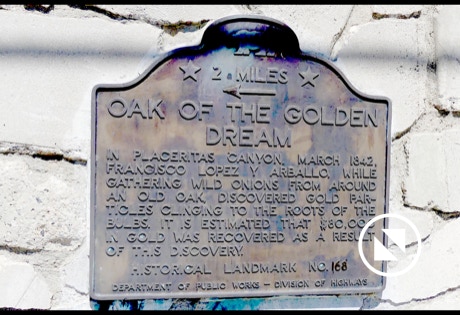 2 MILES
OAK OF THE GOLDEN
DREAM
IN PLACERITAS CANYON, MARCH 1842,
FRANCISCO LOPEZ Y ARBALLO, WHILE
GATHERING WILD ONIONS FROM AROUND
AN OLD OAK, DISCOVERED GOLD PAR-
TICLES CLINGING TO THE ROOTS OF THE
BULBS. IT IS ESTIMATED THAT $80,000
IN GOLD WAS RECOVERED AS A RESULT
OF THIS DISCOVERY.
HISTORICAL LANDMARK NO. 168
DEPARTMENT OF PUBLIC WORKS - DIVISION OF HIGHWAYS